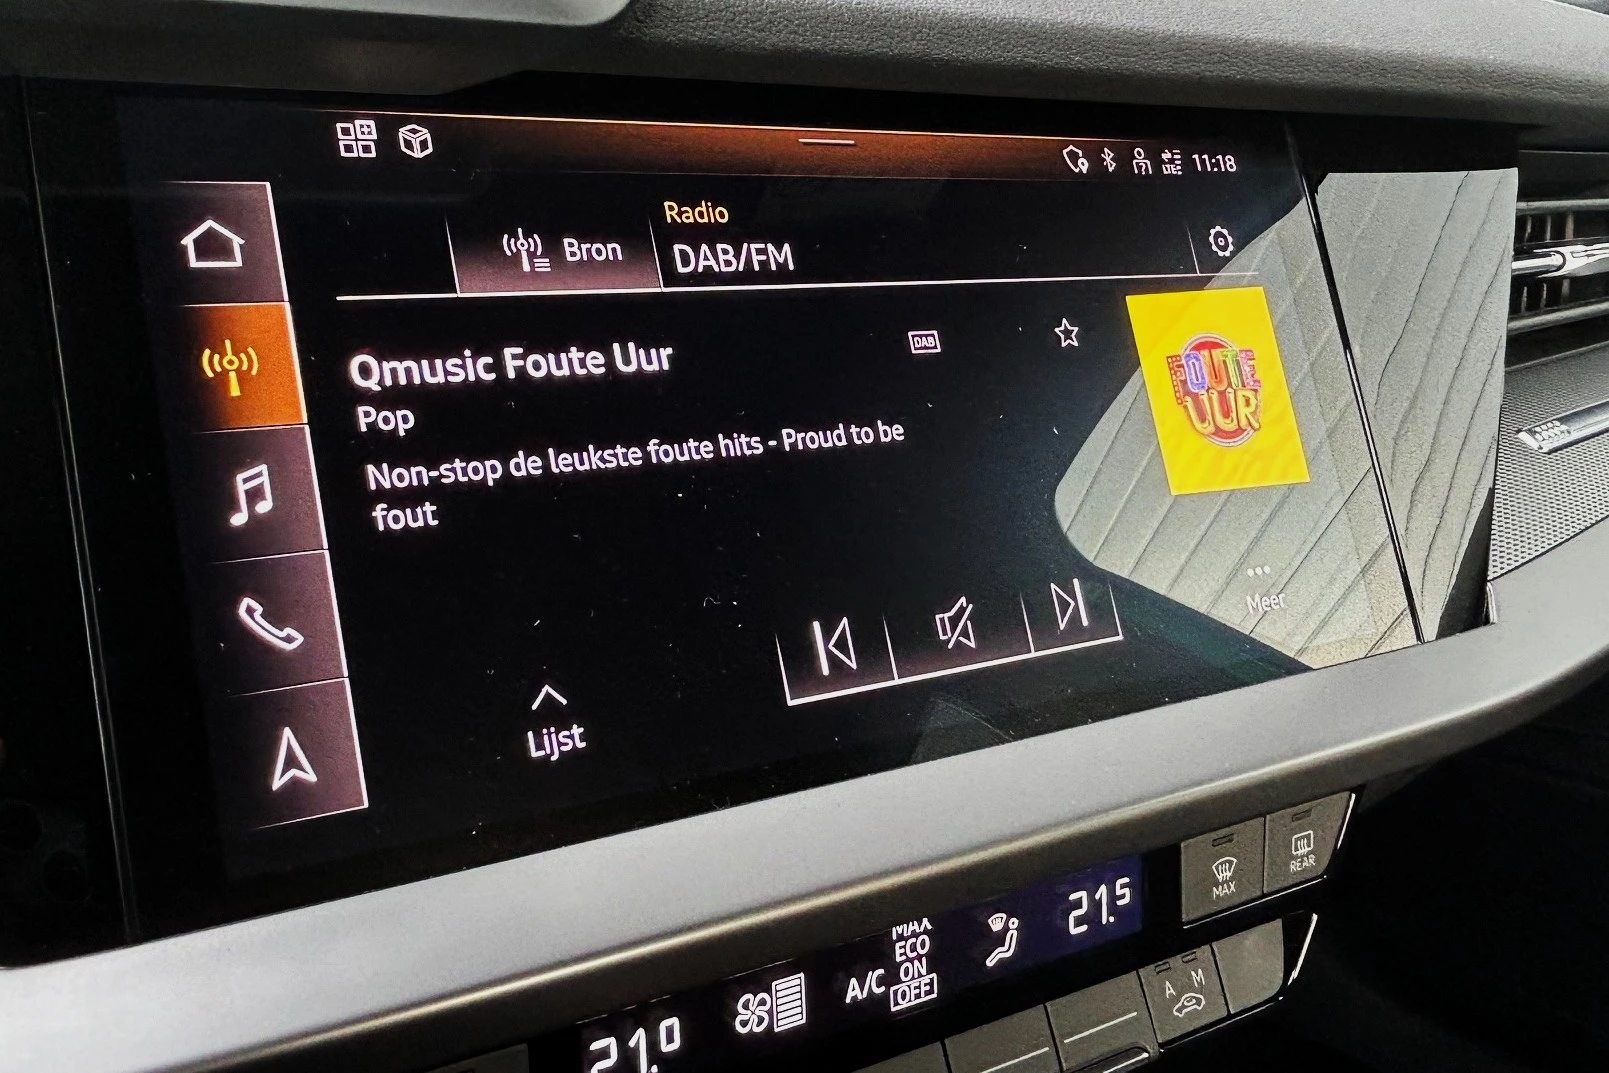 LTE
11:18
Radio
Bron
DAB/FM
Qmusic Foute Uur
DAB
Pop
Non-stop de leukste foute hits - Proud to be
fout
FOUTE
UUR
Meer
Lijst
MAX
REAR
21.5
MAX
ECO
A/C ON
OFF
A M
21.0